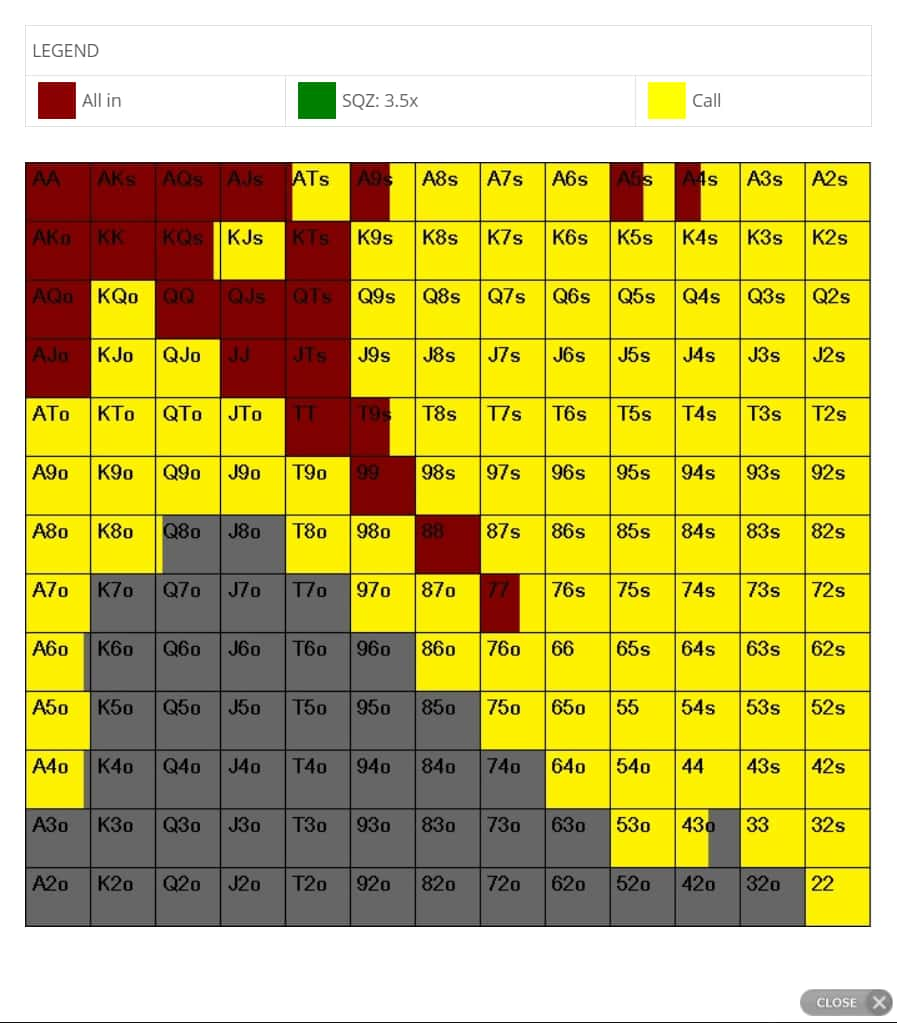 LEGEND
All in SQZ: 3.5x Call
AA AKs AQs AJs ATs A9s A8s A7s A6s A5s A4s A3s A2s
AKo KK KQs KJs KTs K9s K8s K7s K6s K5s K4s K3s K2s
AQo KQo QQ QJs QTs Q9s Q8s Q7s Q6s Q5s Q4s Q3s Q2s
AJo KJo QJo JJ JTs J9s J8s J7s J6s J5s J4s J3s J2s
ATo KTo QTo JTo TT T9s T8s T7s T6s T5s T4s T3s T2s
A9o K9o Q9o J9o T9o 99 98s 97s 96s 95s 94s 93s 92s
A8o K8o Q8o J8o T8o 98o 88 87s 86s 85s 84s 83s 82s
A7o K7o Q7o J7o T7o 97o 87o 77 76s 75s 74s 73s 72s
A6o K6o Q6o J6o T6o 96o 86o 76o 66 65s 64s 63s 62s
A5o K5o Q5o J5o T5o 95o 85o 75o 65o 55 54s 53s 52s
A4o K4o Q4o J4o T4o 94o 84o 74o 64o 54o 44 43s 42s
A3o K3o Q3o J3o T3o 93o 83o 73o 63o 53o 43o 33 32s
A2o K2o Q2o J2o T2o 92o 82o 72o 62o 52o 42o 32o 22
CLOSE